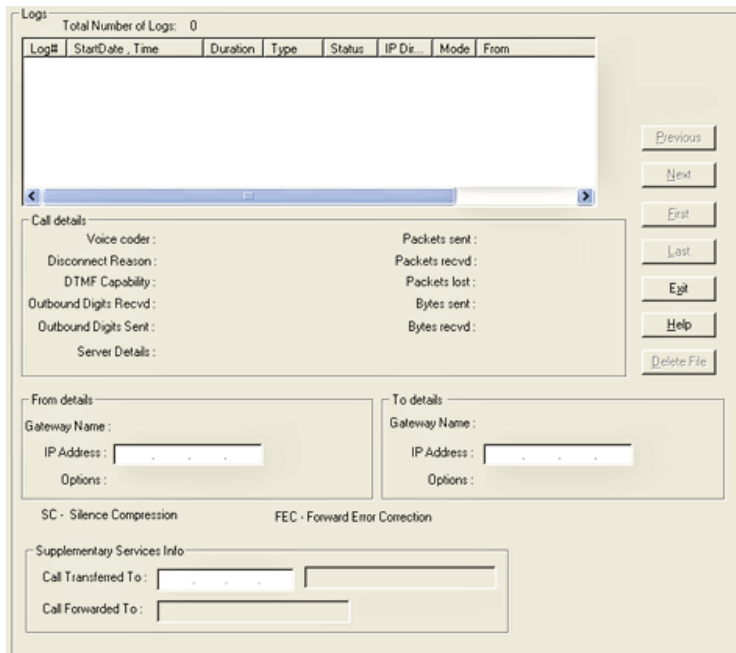 Logs
Total Number of Logs: 0
Log# StartDate , Time Duration Type Status IP Dir... Mode From
Previous
Next
First
Last
Exit
Help
Delete File
Call details
Voice coder :
Disconnect Reason :
DTMF Capability :
Outbound Digits Recvd :
Outbound Digits Sent :
Server Details :
Packets sent :
Packets recvd :
Packets lost :
Bytes sent :
Bytes recvd :
From details
Gateway Name :
IP Address : . . .
Options :
To details
Gateway Name :
IP Address : . . .
Options :
SC - Silence Compression
FEC - Forward Error Correction
Supplementary Services Info
Call Transferred To : . . .
Call Forwarded To :